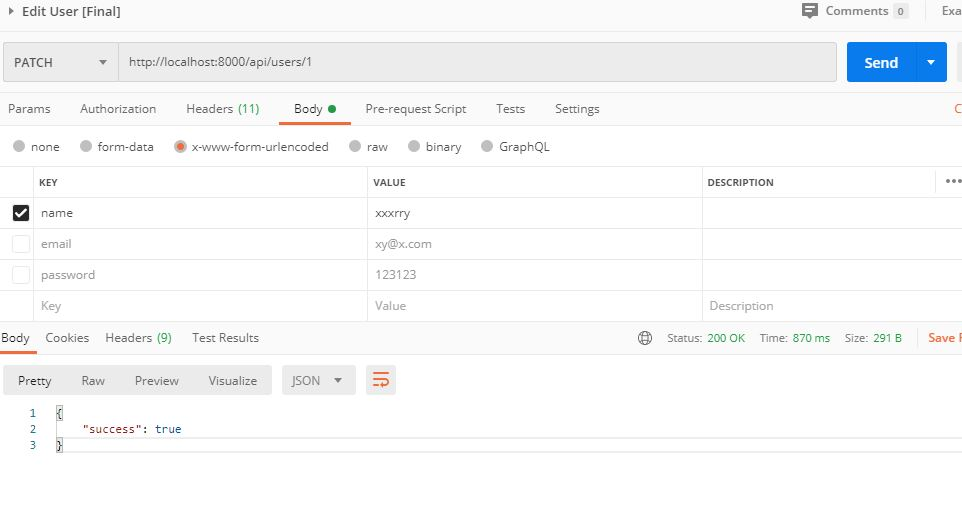 Edit User [Final] Comments 0 Exa
PATCH http://localhost:8000/api/users/1 Send
Params Authorization Headers (11) Body Pre-request Script Tests Settings C
none form-data x-www-form-urlencoded raw binary GraphQL
KEY VALUE DESCRIPTION
name xxxrry
email xy@x.com
password 123123
Key Value Description
Body Cookies Headers (9) Test Results Status: 200 OK Time: 870 ms Size: 291 B Save
Pretty Raw Preview Visualize JSON
1 {
2 "success": true
3 }